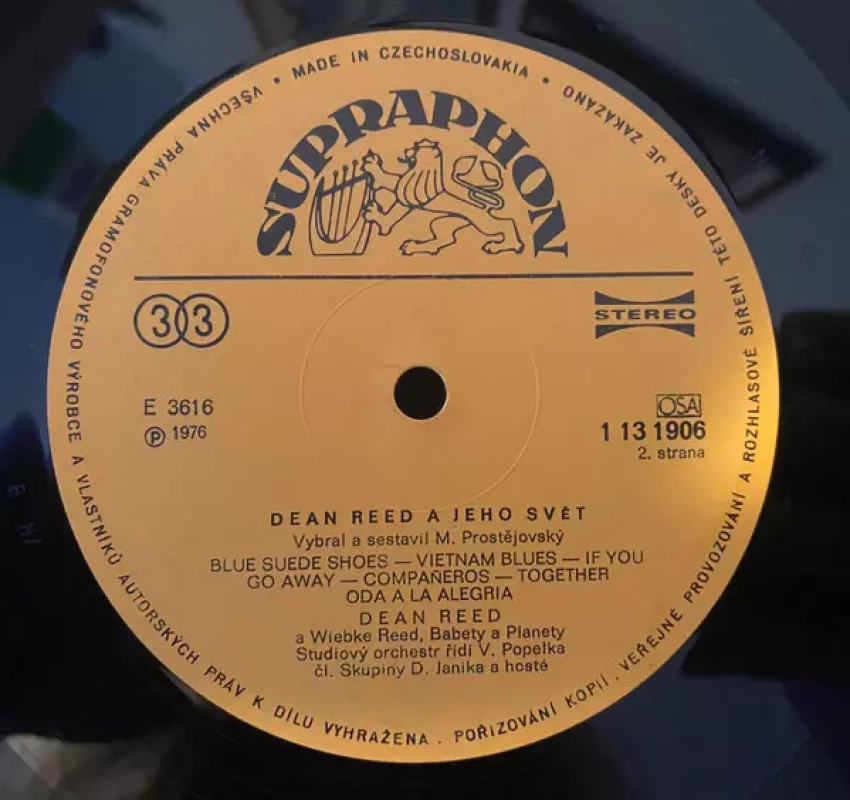 VŠECHNA PRÁVA GRAMOFONOVÉHO VÝROBCE A VLASTNÍKŮ AUTORSKÝCH PRÁV K DÍLU VYHRAŽENA . POŘIZOVÁNÍ KOPIÍ , VEŘEJNÉ PROVOZOVÁNÍ A ROZHLASOVÉ ŠÍŘENÍ TÉTO DESKY JE ZAKÁZÁNO
• MADE IN CZECHOSLOVAKIA •
SUPRAPHON
33
STEREO
E 3616
Ⓟ 1976
OSA
1 13 1906
2. strana
DEAN REED A JEHO SVĚT
Vybral a sestavil M. Prostějovský
BLUE SUEDE SHOES — VIETNAM BLUES — IF YOU
GO AWAY — COMPAÑEROS — TOGETHER
ODA A LA ALEGRIA
DEAN REED
a Wiebke Reed, Babety a Planety
Studiový orchestr řídí V. Popelka
čl. Skupiny D. Janíka a hosté